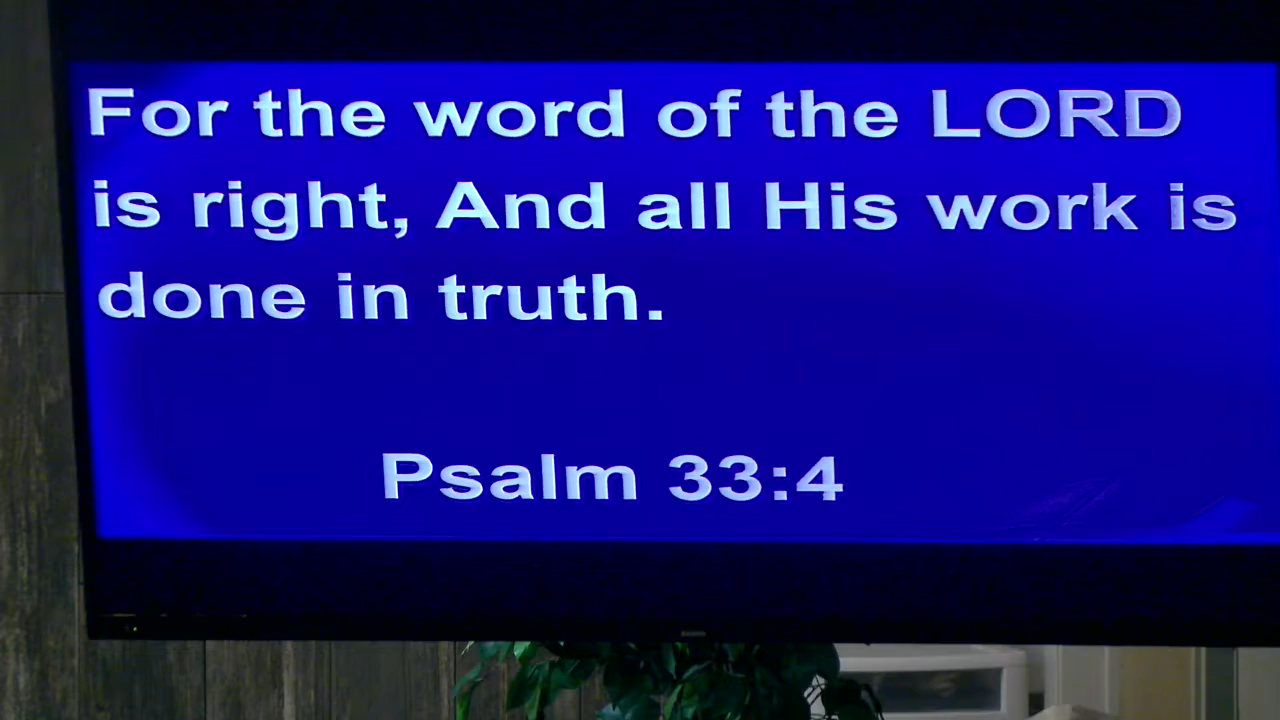 For the word of the LORD
is right, And all His work is
done in truth.
Psalm 33:4